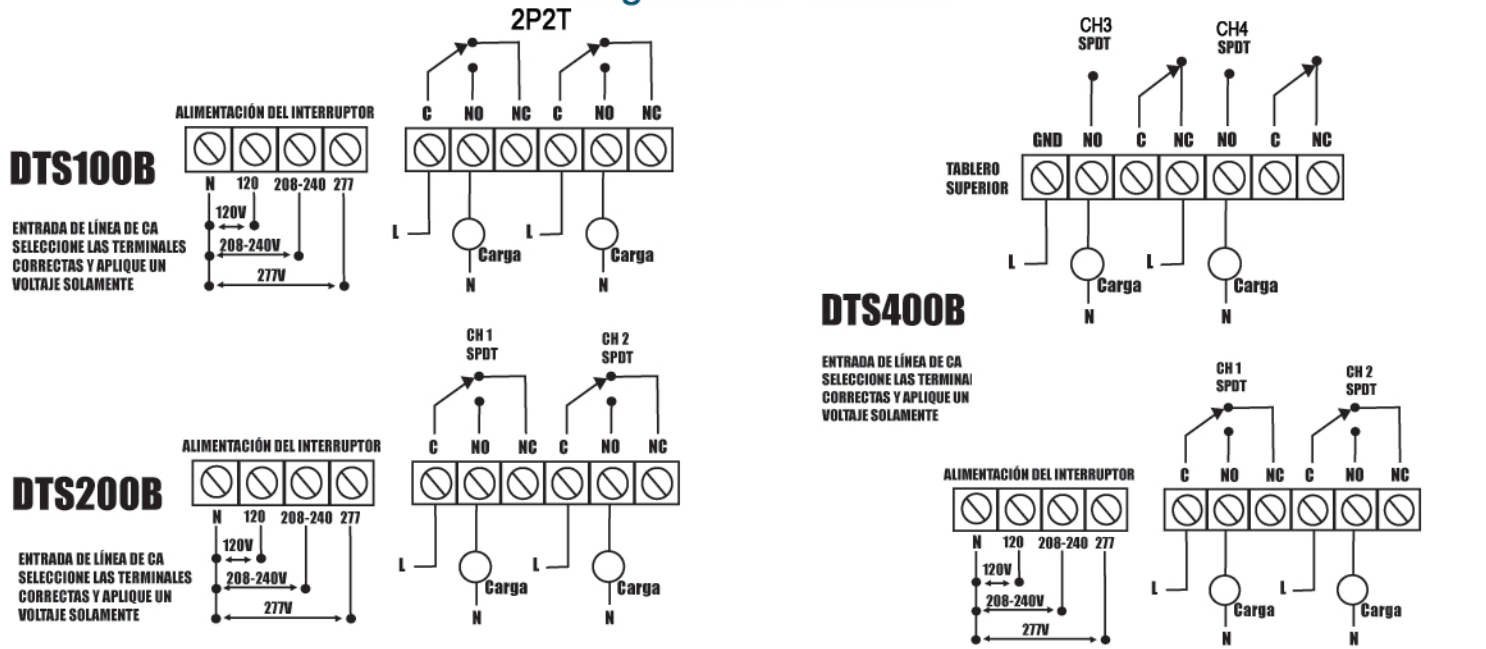 2P2T
C NO NC C NO NC
ALIMENTACIÓN DEL INTERRUPTOR
DTS100B
N 120 208-240 277
120V
208-240V
277V
ENTRADA DE LÍNEA DE CA
SELECCIONE LAS TERMINALES
CORRECTAS Y APLIQUE UN
VOLTAJE SOLAMENTE
L L
Carga Carga
N N
CH 1
SPDT
CH 2
SPDT
C NO NC C NO NC
ALIMENTACIÓN DEL INTERRUPTOR
DTS200B
N 120 208-240 277
120V
208-240V
277V
ENTRADA DE LÍNEA DE CA
SELECCIONE LAS TERMINALES
CORRECTAS Y APLIQUE UN
VOLTAJE SOLAMENTE
L L
Carga Carga
N N
CH3
SPDT
CH4
SPDT
GND NO C NC NO C NC
TABLERO
SUPERIOR
L L
Carga Carga
N N
DTS400B
ENTRADA DE LÍNEA DE CA
SELECCIONE LAS TERMINA
CORRECTAS Y APLIQUE UN
VOLTAJE SOLAMENTE
CH 1
SPDT
CH 2
SPDT
C NO NC C NO NC
ALIMENTACIÓN DEL INTERRUPTOR
N 120 208-240 277
120V
208-240V
277V
L L
Carga Carga
N N